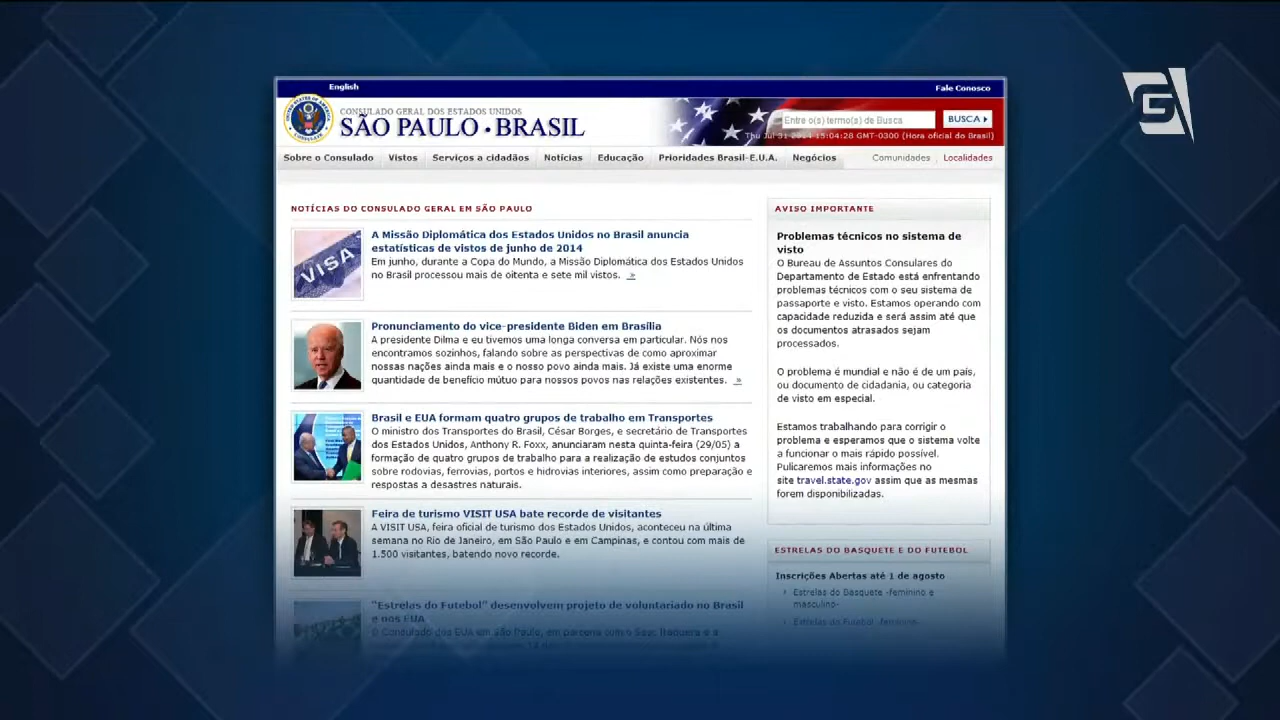 English
Fale Conosco
CONSULADO GERAL DOS ESTADOS UNIDOS
SÃO PAULO • BRASIL
Entre o(s) termo(s) de Busca
BUSCA
Thu Jul 31 2014 15:04:28 GMT-0300 (Hora oficial do Brasil)
Sobre o Consulado
Vistos
Serviços a cidadãos
Notícias
Educação
Prioridades Brasil-E.U.A.
Negócios
Comunidades
Localidades
NOTÍCIAS DO CONSULADO GERAL EM SÃO PAULO
VISA
A Missão Diplomática dos Estados Unidos no Brasil anuncia
estatísticas de vistos de junho de 2014
Em junho, durante a Copa do Mundo, a Missão Diplomática dos Estados Unidos
no Brasil processou mais de oitenta e sete mil vistos. »
Pronunciamento do vice-presidente Biden em Brasília
A presidente Dilma e eu tivemos uma longa conversa em particular. Nós nos
encontramos sozinhos, falando sobre as perspectivas de como aproximar
nossas nações ainda mais e o nosso povo ainda mais. Já existe uma enorme
quantidade de benefício mútuo para nossos povos nas relações existentes. »
Brasil e EUA formam quatro grupos de trabalho em Transportes
O ministro dos Transportes do Brasil, César Borges, e secretário de Transportes
dos Estados Unidos, Anthony R. Foxx, anunciaram nesta quinta-feira (29/05) a
formação de quatro grupos de trabalho para a realização de estudos conjuntos
sobre rodovias, ferrovias, portos e hidrovias interiores, assim como preparação e
respostas a desastres naturais.
Feira de turismo VISIT USA bate recorde de visitantes
A VISIT USA, feira oficial de turismo dos Estados Unidos, aconteceu na última
semana no Rio de Janeiro, em São Paulo e em Campinas, e contou com mais de
1.500 visitantes, batendo novo recorde.
"Estrelas do Futebol" desenvolvem projeto de voluntariado no Brasil
e nos EUA
O Consulado dos EUA em São Paulo, em parceria com o Sesc Itaquera e a
AVISO IMPORTANTE
Problemas técnicos no sistema de
visto
O Bureau de Assuntos Consulares do
Departamento de Estado está enfrentando
problemas técnicos com o seu sistema de
passaporte e visto. Estamos operando com
capacidade reduzida e será assim até que
os documentos atrasados sejam
processados.
O problema é mundial e não é de um país,
ou documento de cidadania, ou categoria
de visto em especial.
Estamos trabalhando para corrigir o
problema e esperamos que o sistema volte
a funcionar o mais rápido possível.
Pulicaremos mais informações no
site travel.state.gov assim que as mesmas
forem disponibilizadas.
ESTRELAS DO BASQUETE E DO FUTEBOL
Inscrições Abertas até 1 de agosto
Estrelas do Basquete -feminino e
masculino-
Estrelas do Futebol -feminino-
G